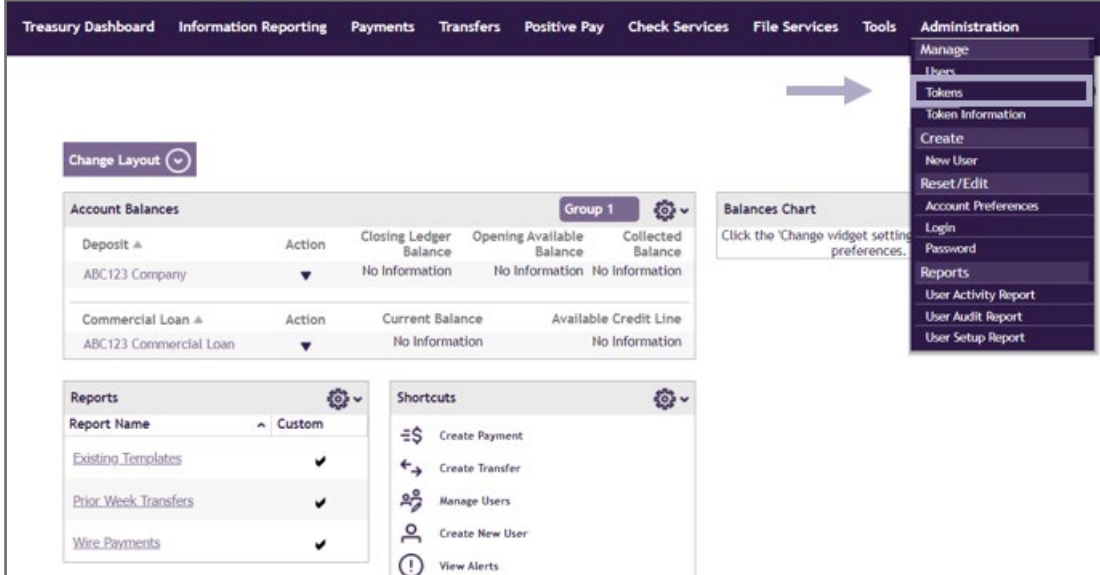 Treasury Dashboard Information Reporting Payments Transfers Positive Pay Check Services File Services Tools Administration
Manage
Users
Tokens
Token Information
Create
New User
Reset/Edit
Account Preferences
Login
Password
Reports
User Activity Report
User Audit Report
User Setup Report
Change Layout
Account Balances Group 1
Deposit Action Closing Ledger Balance Opening Available Balance Collected Balance
ABC123 Company No Information No Information No Information
Commercial Loan Action Current Balance Available Credit Line
ABC123 Commercial Loan No Information No Information
Balances Chart
Click the 'Change widget setting
preferences.
Reports
Report Name Custom
Existing Templates
Prior Week Transfers
Wire Payments
Shortcuts
Create Payment
Create Transfer
Manage Users
Create New User
View Alerts